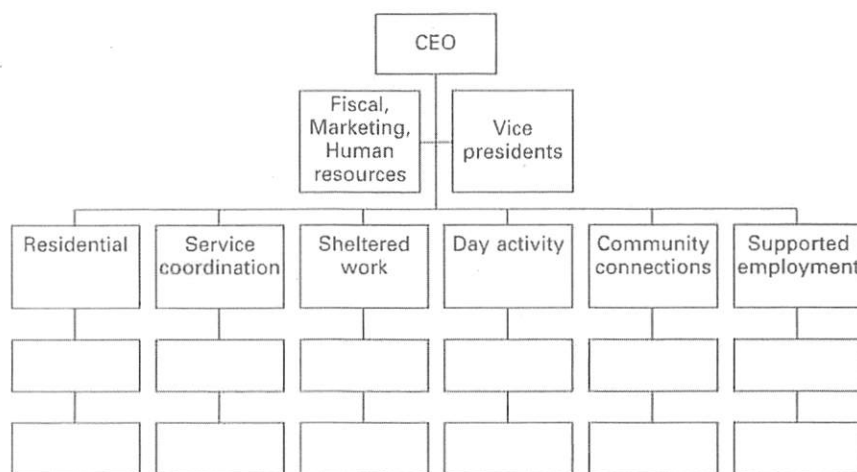 CEO
Fiscal,
Marketing,
Human
resources
Vice
presidents
Residential
Service
coordination
Sheltered
work
Day activity
Community
connections
Supported
employment